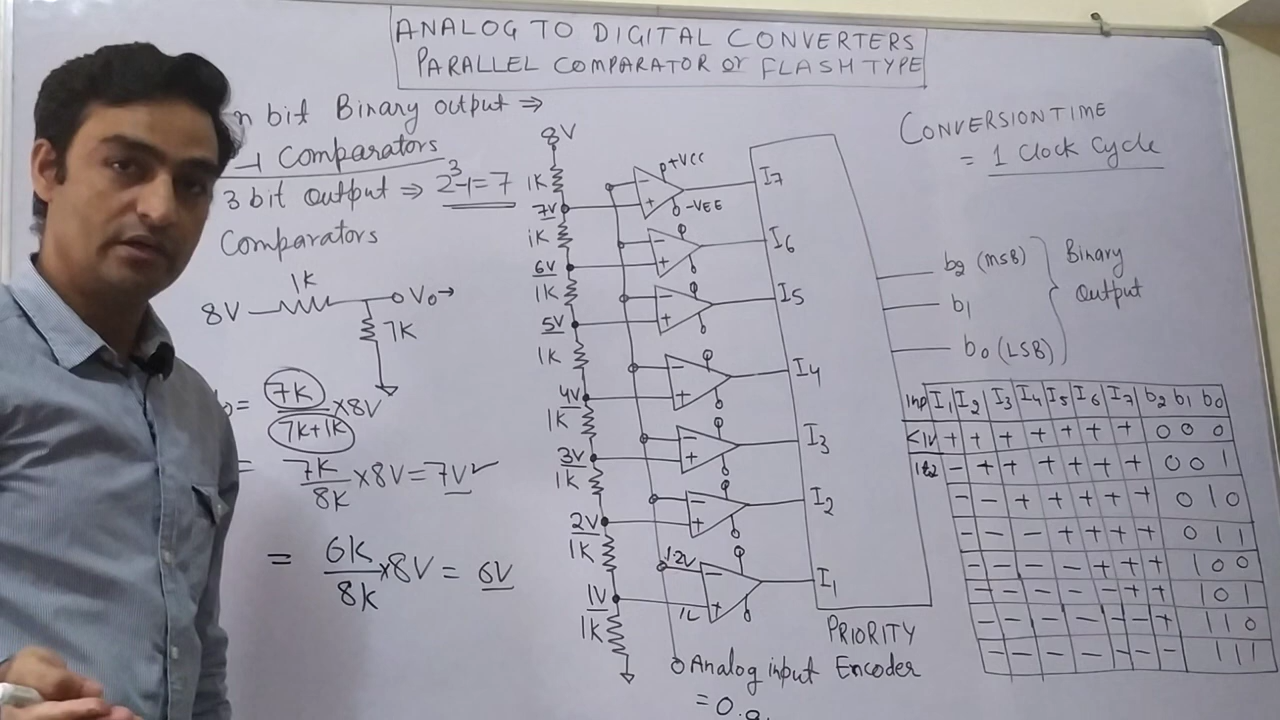 ANALOG TO DIGITAL CONVERTERS
PARALLEL COMPARATOR or FLASH TYPE
n bit Binary output ⇒
-1 Comparators
3 bit Output ⇒ 2³-1=7
Comparators
1K
8V
Vo→
7K
= 7K/(7K+1K) ×8V
= 7K/8K ×8V = 7V
= 6K/8K ×8V = 6V
8V
1K
7V
1K
6V
1K
5V
1K
4V
1K
3V
1K
2V
1K
1V
1K
+VCC
-VEE
1.2V
I7
I6
I5
I4
I3
I2
I1
PRIORITY
Encoder
Analog input
= 0.9
CONVERSION TIME
= 1 Clock Cycle
b2 (MSB)
b1
b0 (LSB)
Binary
Output
Inp I1 I2 I3 I4 I5 I6 I7 b2 b1 b0
<1V + + + + + + + 0 0 0
1&2 - + + + + + + 0 0 1
- - + + + + + 0 1 0
- - - + + + + 0 1 1
- - - - + + + 1 0 0
- - - - - + + 1 0 1
- - - - - - + 1 1 0
- - - - - - - 1 1 1